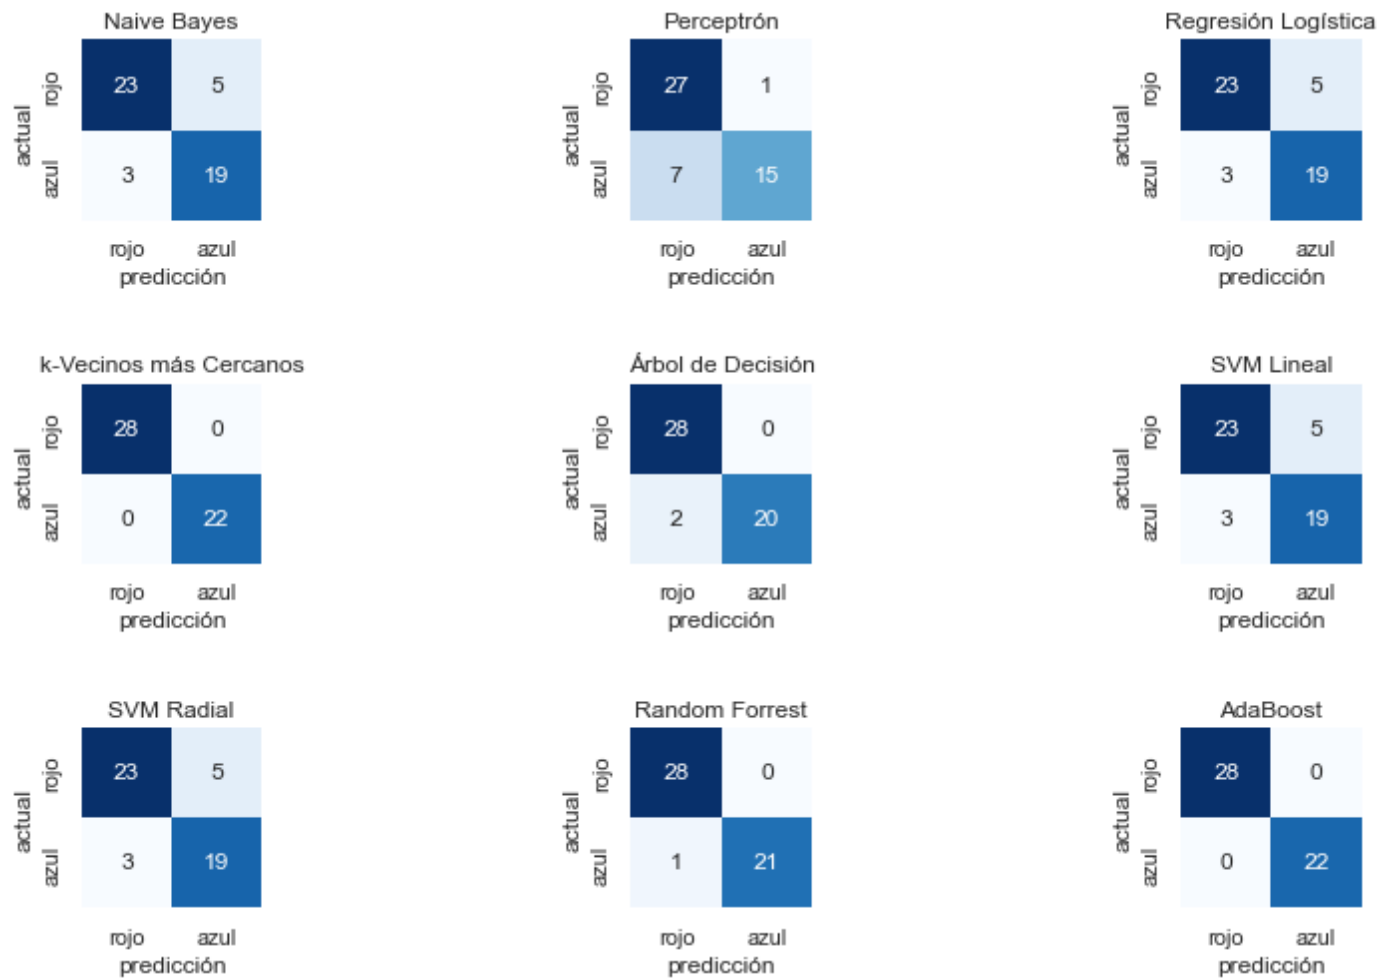 Naive Bayes
actual
rojo
azul
23 5
3 19
rojo azul
predicción
Perceptrón
actual
rojo
azul
27 1
7 15
rojo azul
predicción
Regresión Logística
actual
rojo
azul
23 5
3 19
rojo azul
predicción
k-Vecinos más Cercanos
actual
rojo
azul
28 0
0 22
rojo azul
predicción
Árbol de Decisión
actual
rojo
azul
28 0
2 20
rojo azul
predicción
SVM Lineal
actual
rojo
azul
23 5
3 19
rojo azul
predicción
SVM Radial
actual
rojo
azul
23 5
3 19
rojo azul
predicción
Random Forrest
actual
rojo
azul
28 0
1 21
rojo azul
predicción
AdaBoost
actual
rojo
azul
28 0
0 22
rojo azul
predicción